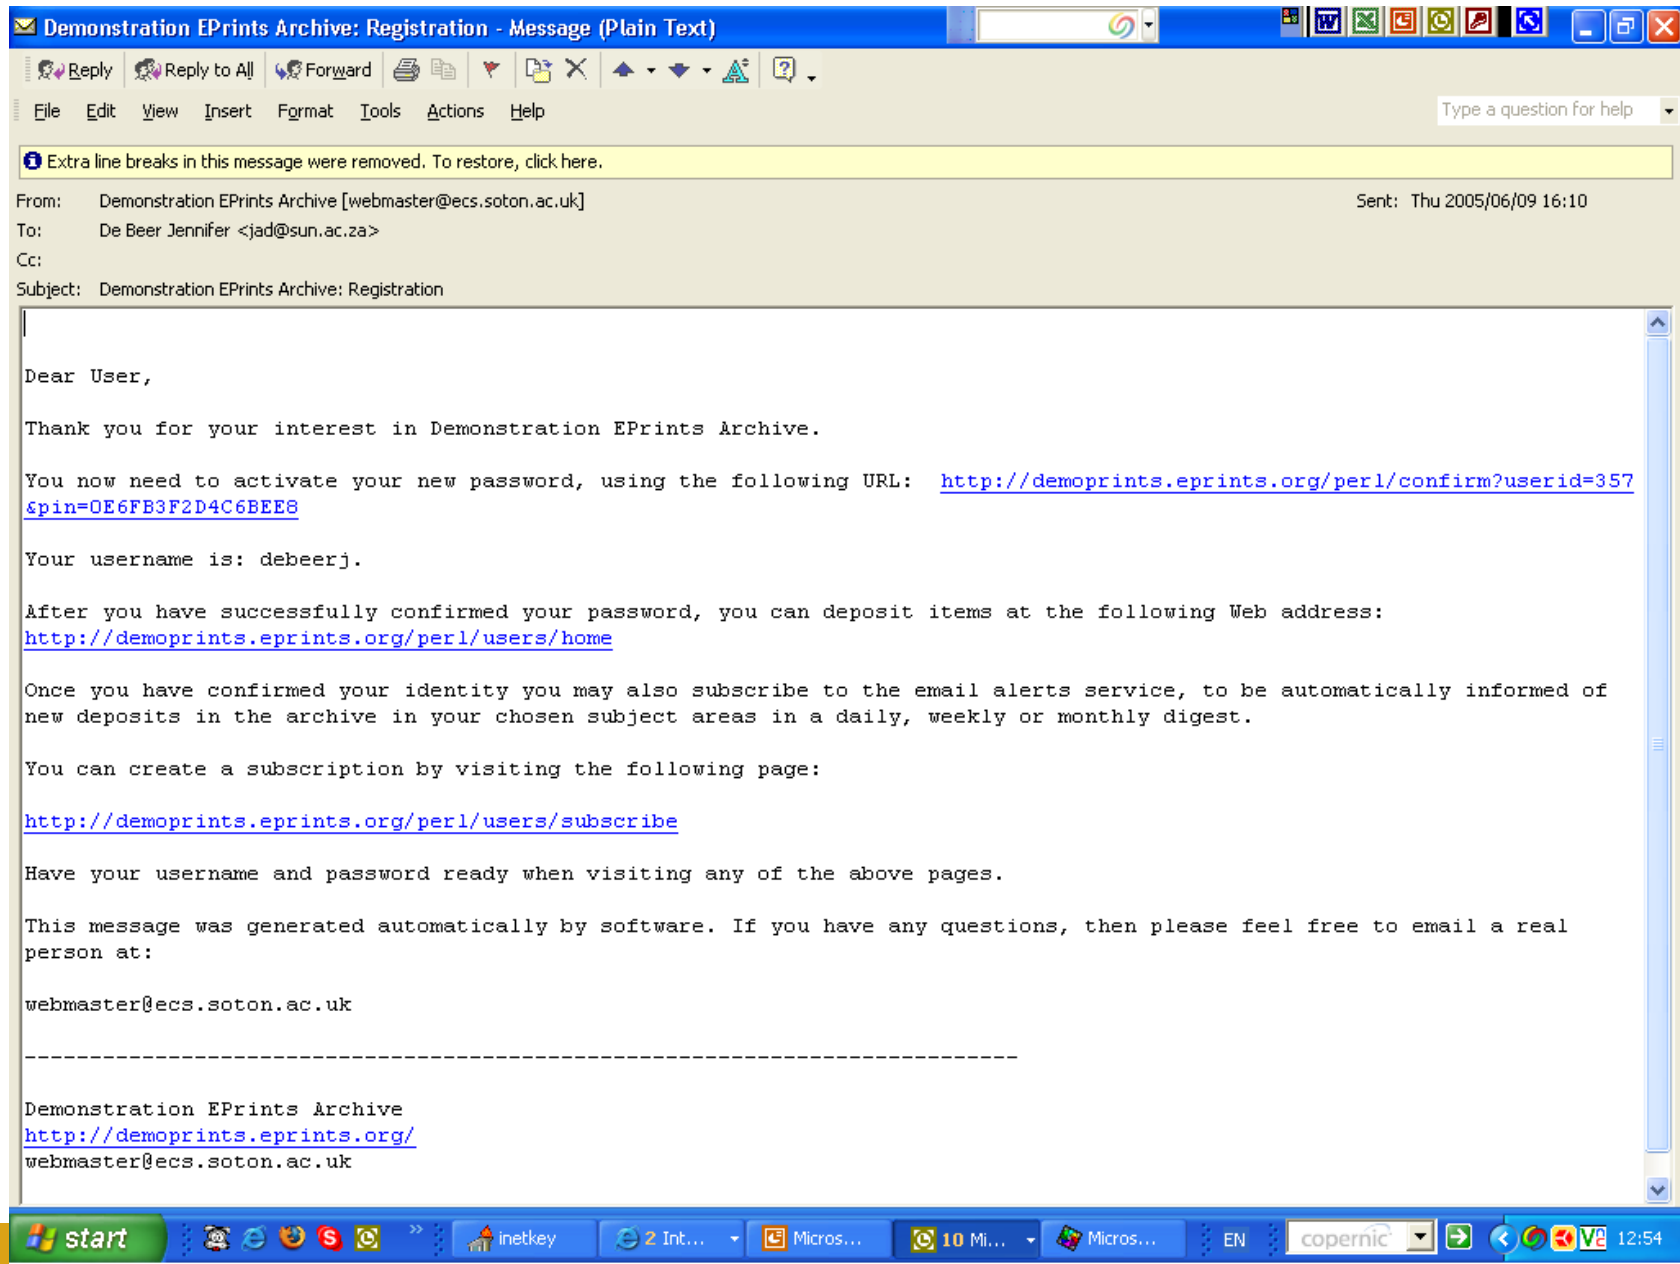 Demonstration EPrints Archive: Registration - Message (Plain Text)
Reply Reply to All Forward
File Edit View Insert Format Tools Actions Help Type a question for help
Extra line breaks in this message were removed. To restore, click here.
From: Demonstration EPrints Archive [webmaster@ecs.soton.ac.uk] Sent: Thu 2005/06/09 16:10
To: De Beer Jennifer <jad@sun.ac.za>
Cc:
Subject: Demonstration EPrints Archive: Registration
Dear User,
Thank you for your interest in Demonstration EPrints Archive.
You now need to activate your new password, using the following URL: http://demoprints.eprints.org/perl/confirm?userid=357
&pin=0E6FB3F2D4C6BEE8
Your username is: debeerj.
After you have successfully confirmed your password, you can deposit items at the following Web address:
http://demoprints.eprints.org/perl/users/home
Once you have confirmed your identity you may also subscribe to the email alerts service, to be automatically informed of
new deposits in the archive in your chosen subject areas in a daily, weekly or monthly digest.
You can create a subscription by visiting the following page:
http://demoprints.eprints.org/perl/users/subscribe
Have your username and password ready when visiting any of the above pages.
This message was generated automatically by software. If you have any questions, then please feel free to email a real
person at:
webmaster@ecs.soton.ac.uk
----------------------------------------------------------------------------
Demonstration EPrints Archive
http://demoprints.eprints.org/
webmaster@ecs.soton.ac.uk
start inetkey 2 Int... Micros... 10 Mi... Micros... EN copernic 12:54